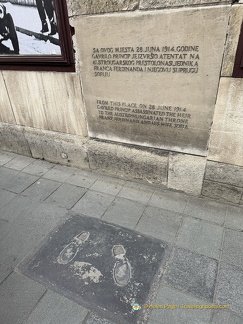 SA OVOG MJESTA 28. JUNA 1914. GODINE
GAVRILO PRINCIP JE IZVRŠIO ATENTAT NA
AUSTROUGARSKOG PRESTOLONASLJEDNIKA
FRANCA FERDINANDA I NJEGOVU SUPRUGU
SOFIJU
FROM THIS PLACE ON 28 JUNE 1914
GAVRILO PRINCIP ASSASSINATED THE HEIR
TO THE AUSTRO-HUNGARIAN THRONE
FRANZ FERDINAND AND HIS WIFE SOFIA